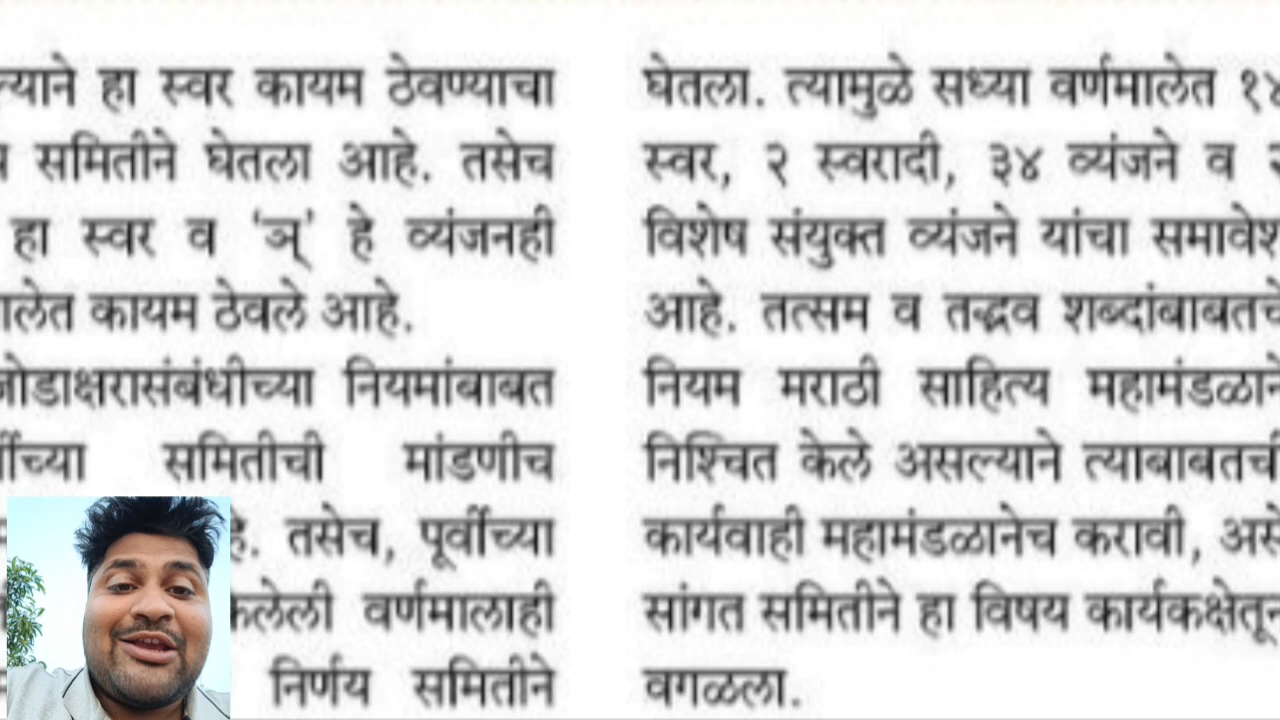 हा स्वर कायम ठेवण्याचा
समितीने घेतला आहे. तसेच
हा स्वर व ‘ञ्’ हे व्यंजनही
कायम ठेवले आहे.
जोडाक्षरासंबंधीच्या नियमांबाबत
समितीची मांडणीच
तसेच, पूर्वीच्या
वर्णमालाही
निर्णय समितीने
घेतला. त्यामुळे सध्या वर्णमालेत १४
स्वर, २ स्वरादी, ३४ व्यंजने व
विशेष संयुक्त व्यंजने यांचा समावेश
आहे. तत्सम व तद्भव शब्दांबाबतचे
नियम मराठी साहित्य महामंडळाने
निश्चित केले असल्याने त्याबाबतची
कार्यवाही महामंडळानेच करावी, असे
सांगत समितीने हा विषय कार्यकक्षेतून
वगळला.